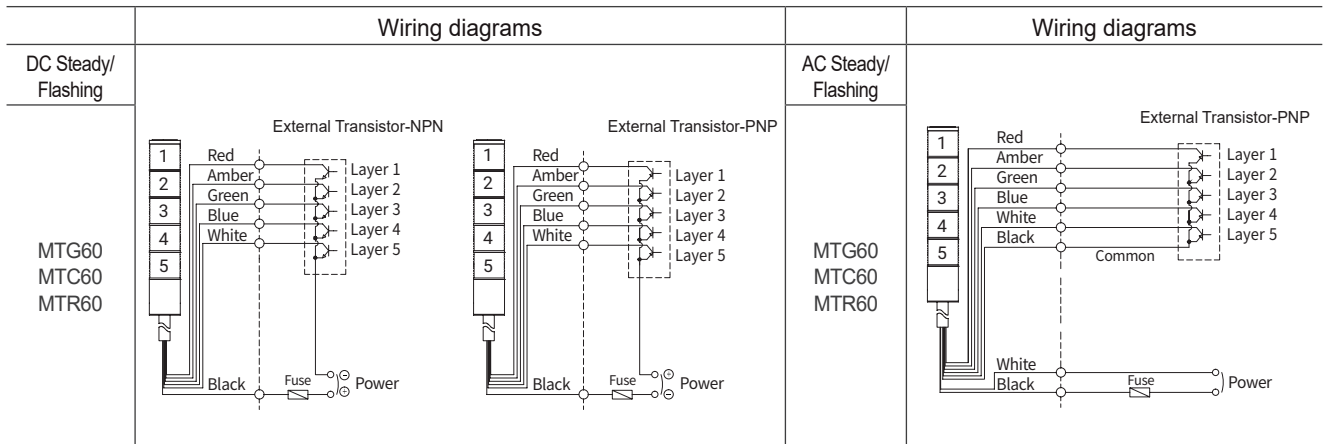 Wiring diagrams
Wiring diagrams
DC Steady/
Flashing
AC Steady/
Flashing
MTG60
MTC60
MTR60
External Transistor-NPN
1
2
3
4
5
Red
Amber
Green
Blue
White
Layer 1
Layer 2
Layer 3
Layer 4
Layer 5
Black
Fuse
⊖
⊕
Power
External Transistor-PNP
1
2
3
4
5
Red
Amber
Green
Blue
White
Layer 1
Layer 2
Layer 3
Layer 4
Layer 5
Black
Fuse
⊕
⊖
Power
MTG60
MTC60
MTR60
External Transistor-PNP
1
2
3
4
5
Red
Amber
Green
Blue
White
Black
Common
Layer 1
Layer 2
Layer 3
Layer 4
Layer 5
White
Black
Fuse
Power